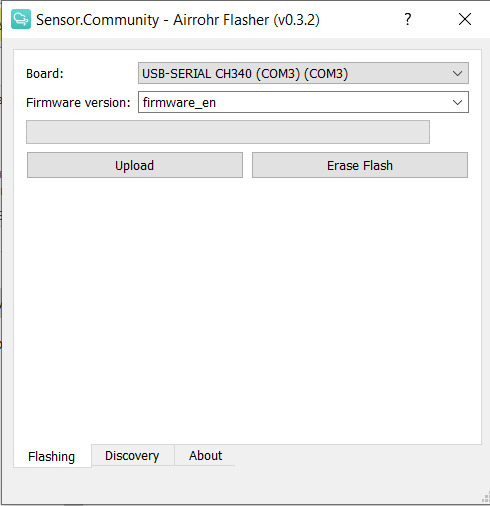 Sensor.Community - Airrohr Flasher (v0.3.2) ?
Board: USB-SERIAL CH340 (COM3) (COM3)
Firmware version: firmware_en
Upload Erase Flash
Flashing Discovery About